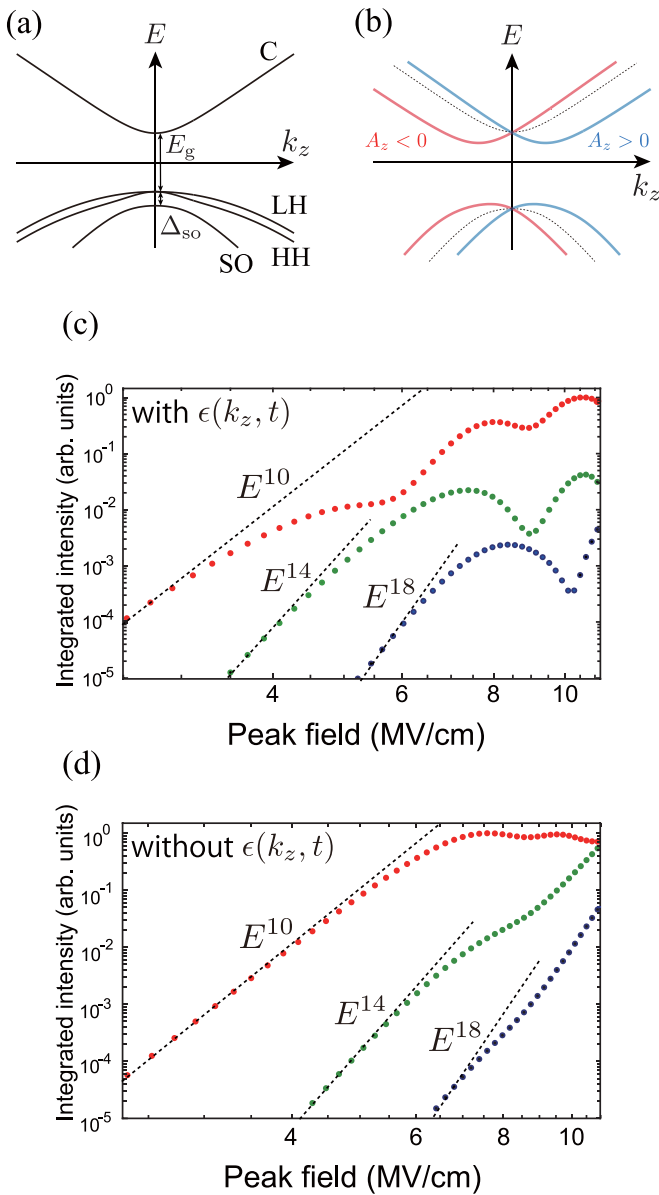 (a)
E
C
E_g
k_z
LH
Δ_so
HH
SO
(b)
E
A_z < 0
A_z > 0
k_z
(c)
Integrated intensity (arb. units)
10^0
10^-1
10^-2
10^-3
10^-4
10^-5
with ϵ(k_z, t)
E^10
E^14
E^18
4
6
8
10
Peak field (MV/cm)
(d)
Integrated intensity (arb. units)
10^0
10^-1
10^-2
10^-3
10^-4
10^-5
without ϵ(k_z, t)
E^10
E^14
E^18
4
6
8
10
Peak field (MV/cm)